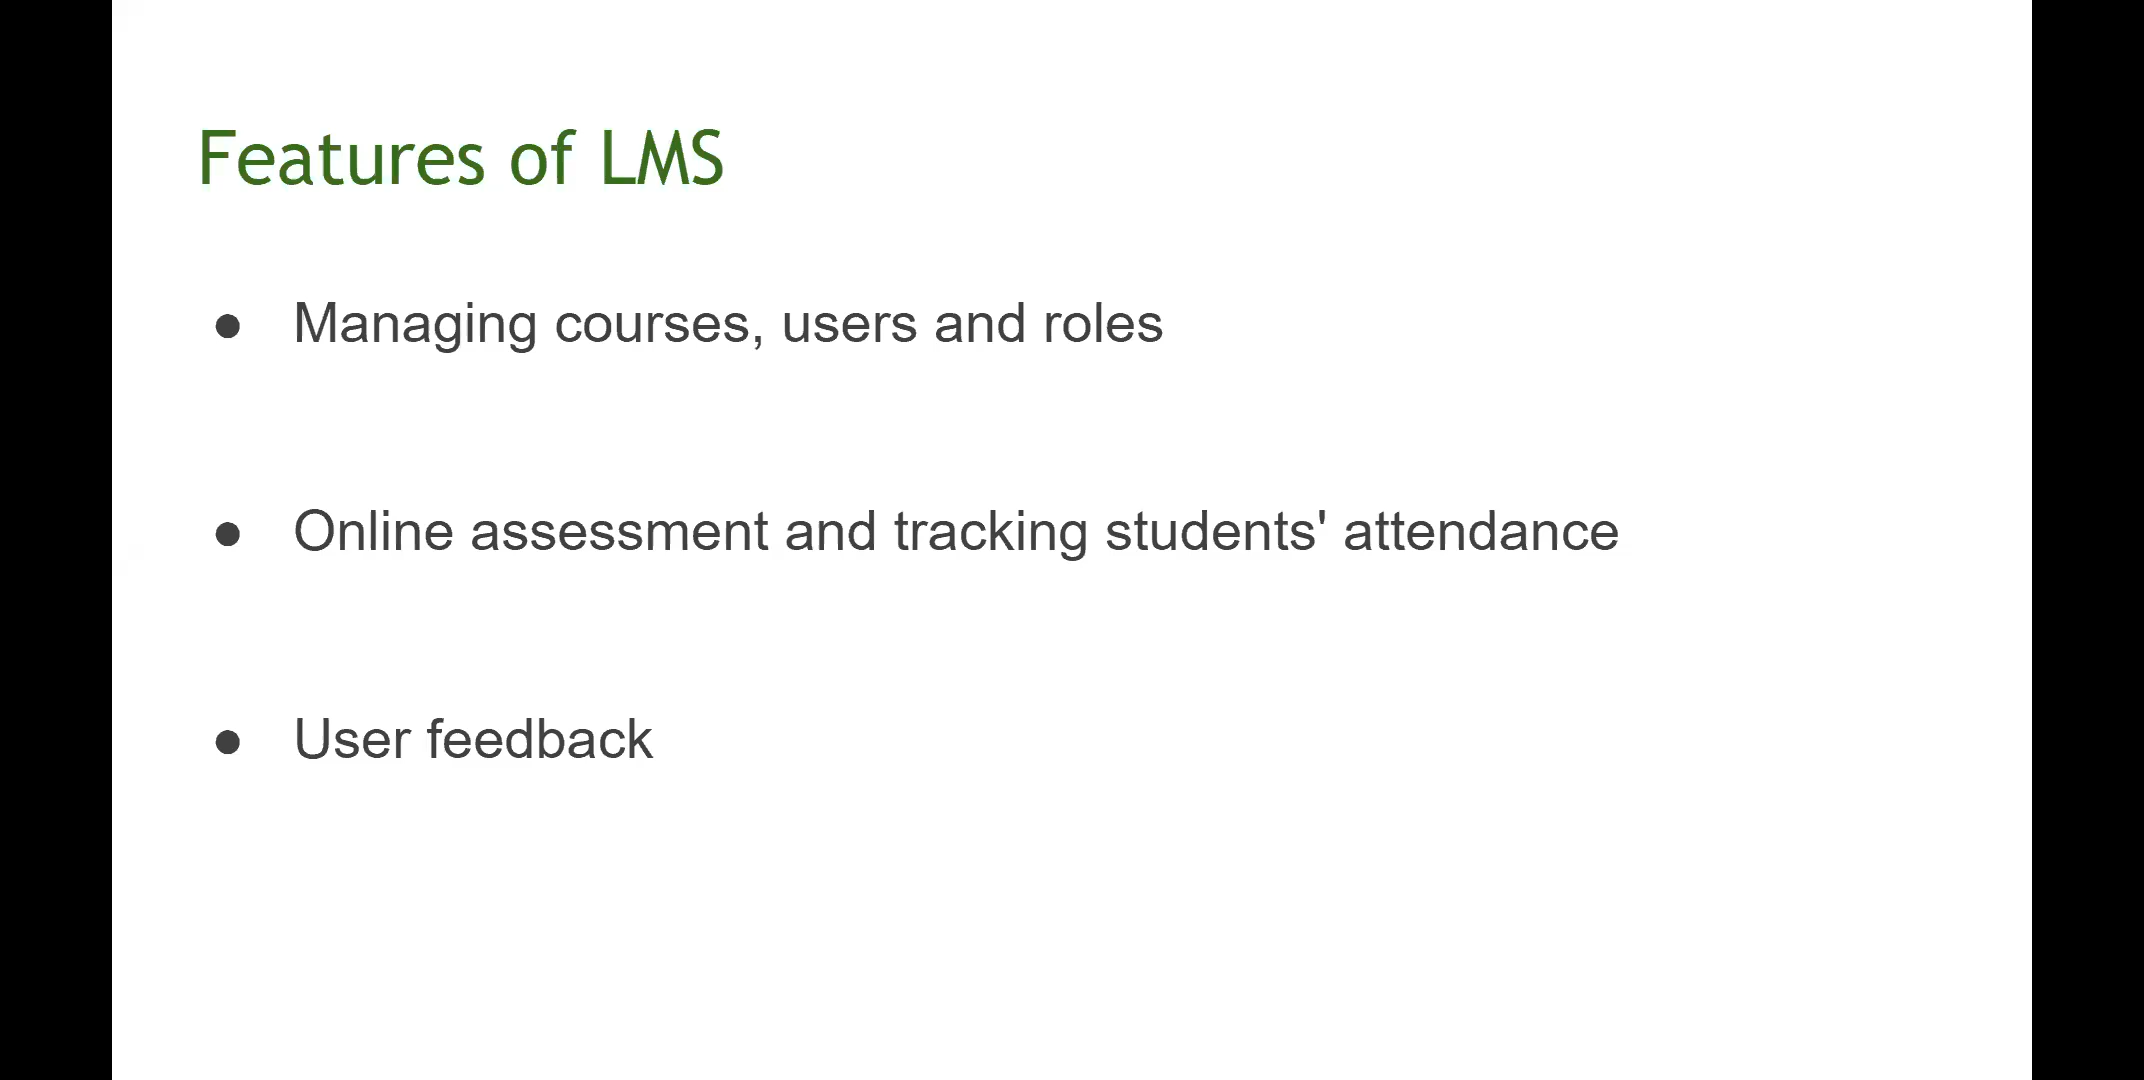 Features of LMS
● Managing courses, users and roles
● Online assessment and tracking students' attendance
● User feedback